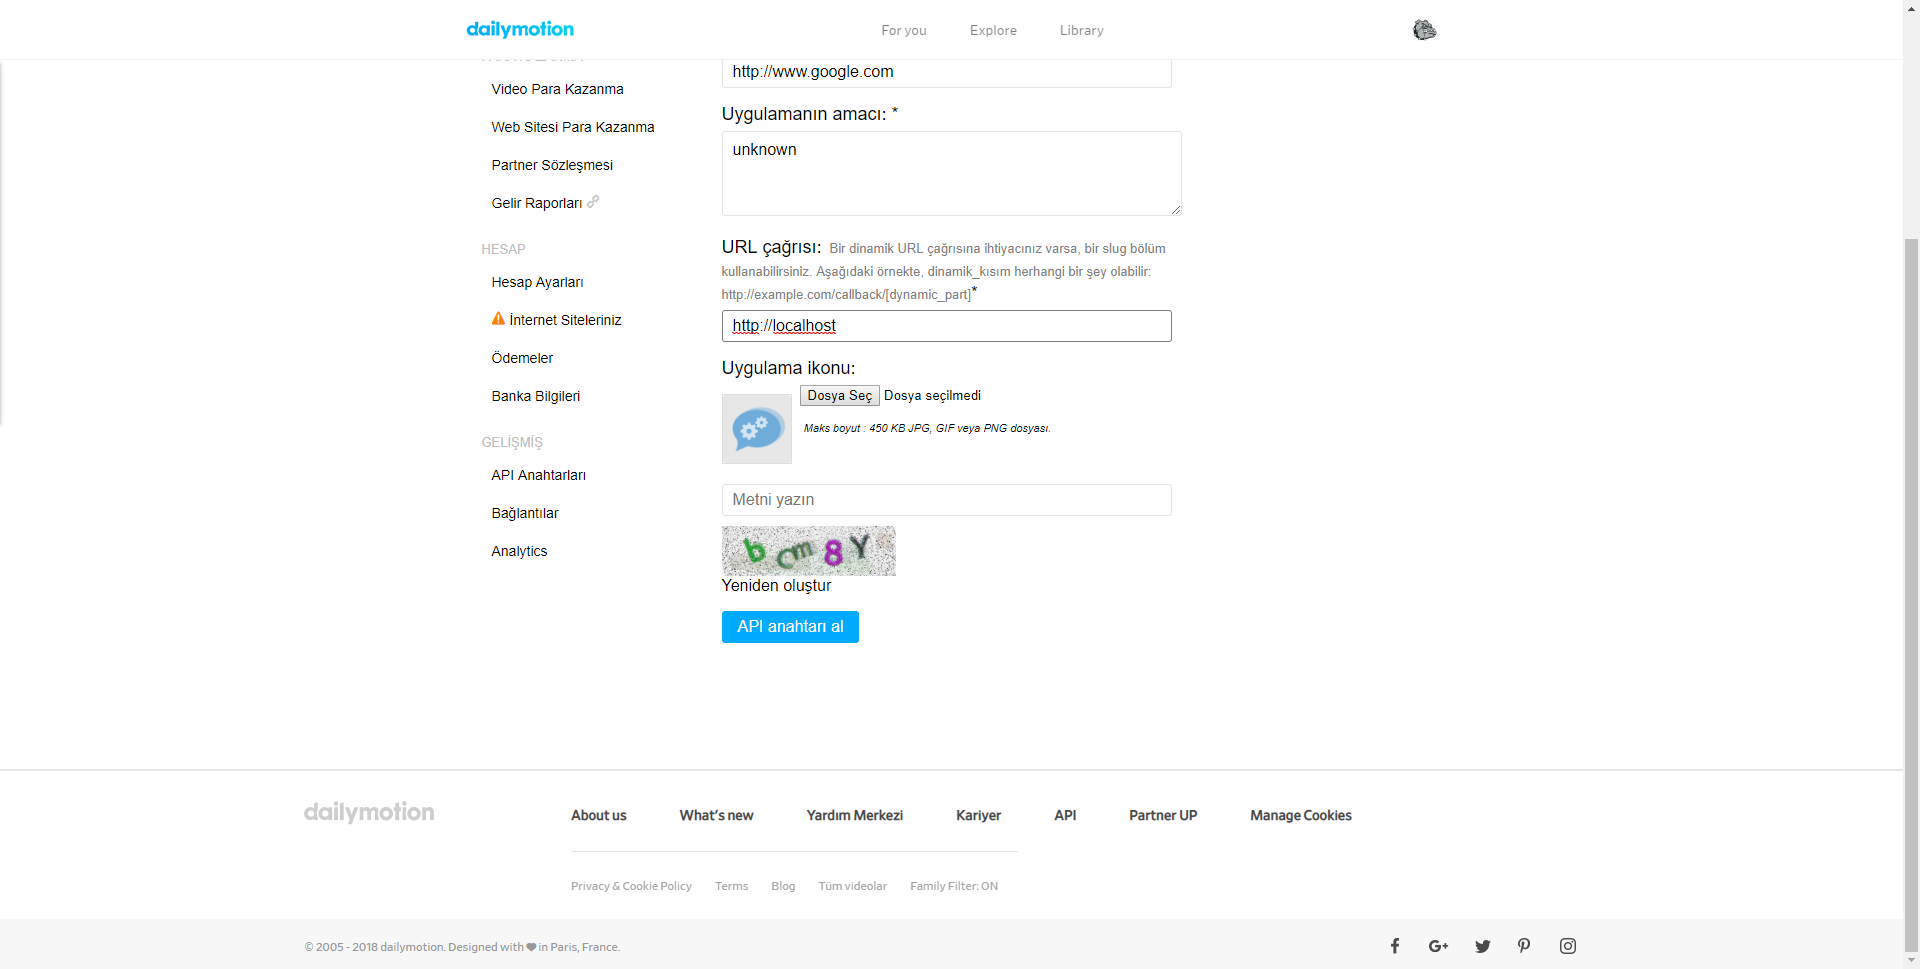 dailymotion
For you
Explore
Library
http://www.google.com
Video Para Kazanma
Web Sitesi Para Kazanma
Partner Sözleşmesi
Gelir Raporları
HESAP
Hesap Ayarları
İnternet Siteleriniz
Ödemeler
Banka Bilgileri
GELİŞMİŞ
API Anahtarları
Bağlantılar
Analytics
Uygulamanın amacı: *
unknown
URL çağrısı: Bir dinamik URL çağrısına ihtiyacınız varsa, bir slug bölüm
kullanabilirsiniz. Aşağıdaki örnekte, dinamik_kısım herhangi bir şey olabilir:
http://example.com/callback/[dynamic_part]*
http://localhost
Uygulama ikonu:
Dosya Seç Dosya seçilmedi
Maks boyut : 450 KB JPG, GIF veya PNG dosyası.
Metni yazın
bcm8Y
Yeniden oluştur
API anahtarı al
dailymotion
About us
What's new
Yardım Merkezi
Kariyer
API
Partner UP
Manage Cookies
Privacy & Cookie Policy
Terms
Blog
Tüm videolar
Family Filter: ON
© 2005 - 2018 dailymotion. Designed with ♥ in Paris, France.